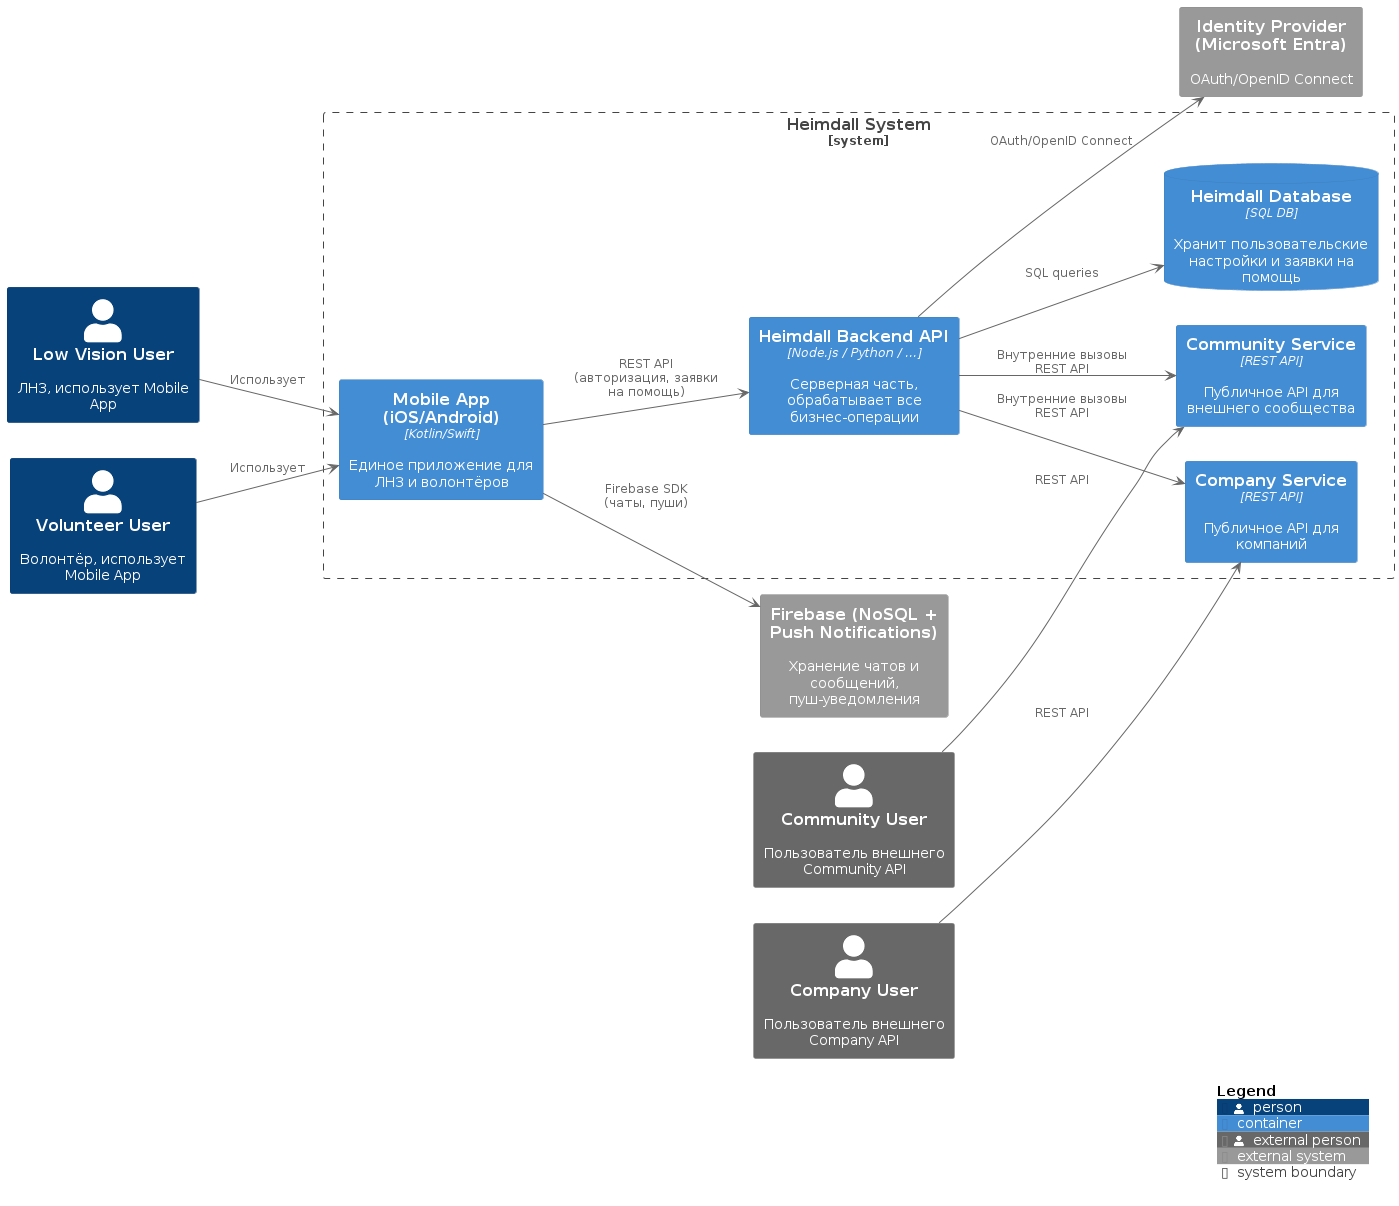 Identity Provider
(Microsoft Entra)
OAuth/OpenID Connect
Heimdall System
[system]
OAuth/OpenID Connect
Heimdall Database
[SQL DB]
Хранит пользовательские
настройки и заявки на
помощь
SQL queries
Low Vision User
ЛНЗ, использует Mobile
App
Использует
Volunteer User
Волонтёр, использует
Mobile App
Использует
Mobile App
(iOS/Android)
[Kotlin/Swift]
Единое приложение для
ЛНЗ и волонтёров
REST API
(авторизация, заявки
на помощь)
Heimdall Backend API
[Node.js / Python / ...]
Серверная часть,
обрабатывает все
бизнес-операции
Внутренние вызовы
REST API
Внутренние вызовы
REST API
Community Service
[REST API]
Публичное API для
внешнего сообщества
Company Service
[REST API]
Публичное API для
компаний
REST API
Firebase SDK
(чаты, пуши)
Firebase (NoSQL +
Push Notifications)
Хранение чатов и
сообщений,
пуш-уведомления
REST API
Community User
Пользователь внешнего
Community API
Company User
Пользователь внешнего
Company API
Legend
person
container
external person
external system
system boundary